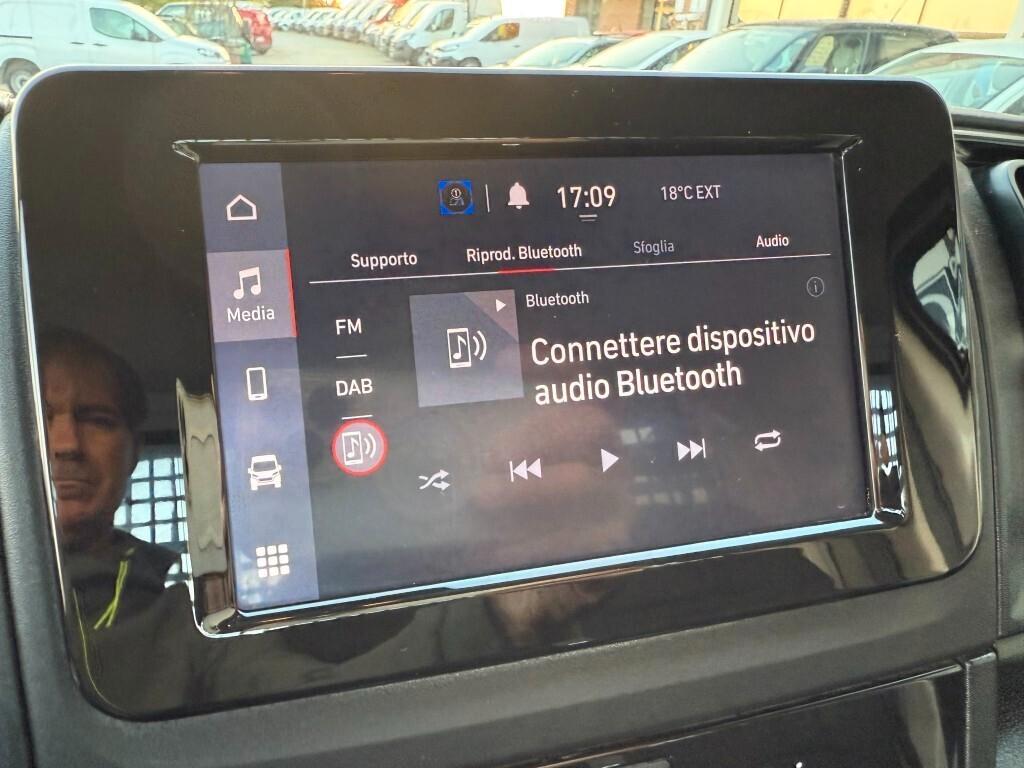 17:09
18°C EXT
Supporto
Riprod. Bluetooth
Sfoglia
Audio
Media
FM
DAB
Bluetooth
Connettere dispositivo
audio Bluetooth